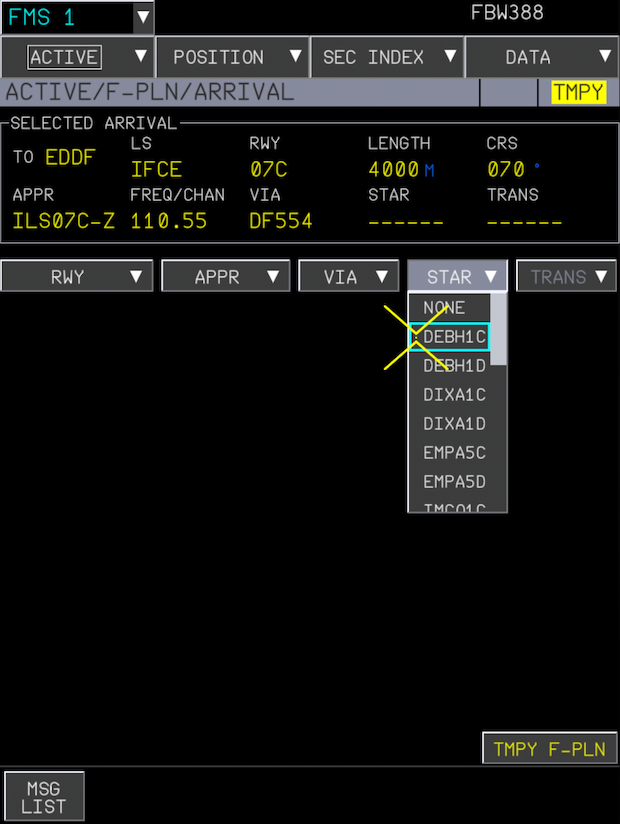 FMS 1 FBW388
ACTIVE POSITION SEC INDEX DATA
ACTIVE/F-PLN/ARRIVAL TMPY
SELECTED ARRIVAL
TO EDDF LS RWY LENGTH CRS
IFCE 07C 4000 M 070 °
APPR FREQ/CHAN VIA STAR TRANS
ILS07C-Z 110.55 DF554 ------ ------
RWY APPR VIA STAR TRANS
NONE
DEBH1C
DEBH1D
DIXA1C
DIXA1D
EMPA5C
EMPA5D
IMCO1C
TMPY F-PLN
MSG
LIST